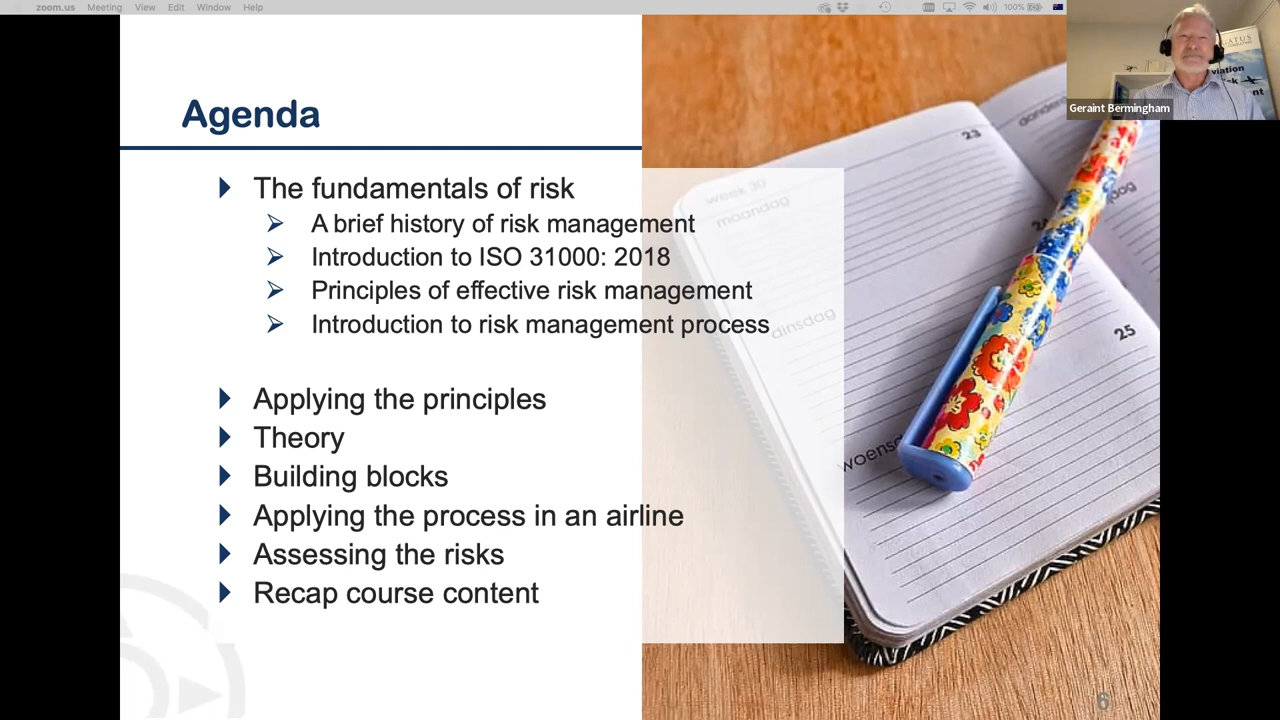 zoom.us Meeting View Edit Window Help
100%
Geraint Bermingham
Agenda
The fundamentals of risk
A brief history of risk management
Introduction to ISO 31000: 2018
Principles of effective risk management
Introduction to risk management process
Applying the principles
Theory
Building blocks
Applying the process in an airline
Assessing the risks
Recap course content
week 30
maandag
dinsdag
23
25
6